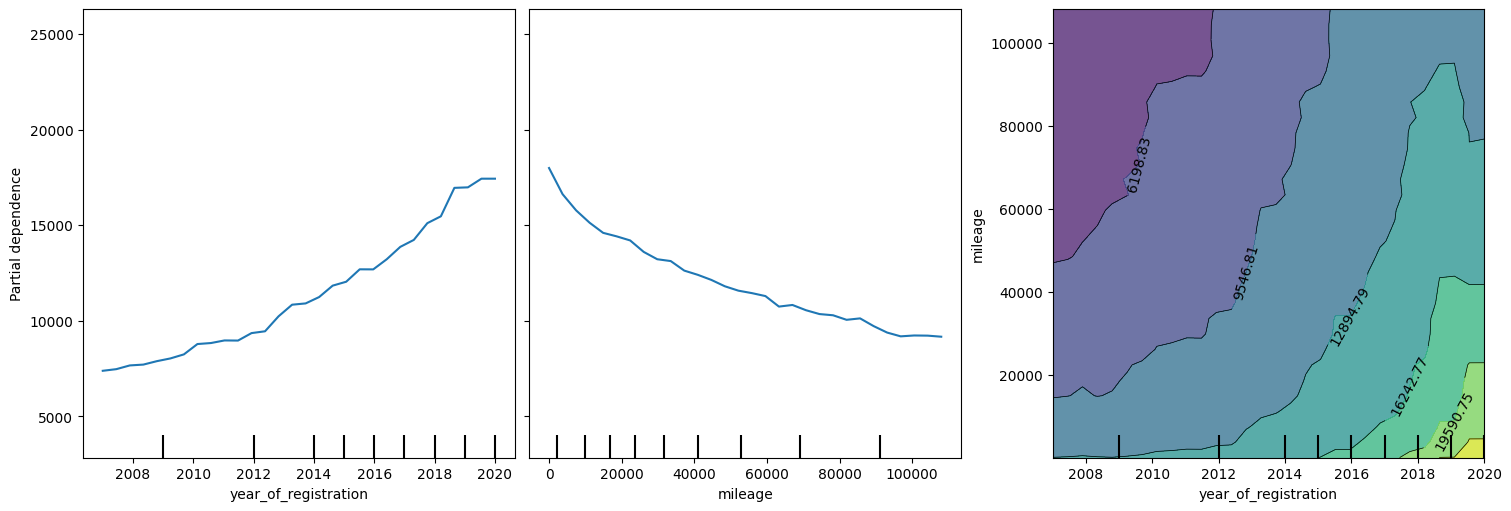 25000
20000
15000
10000
5000
Partial dependence
2008 2010 2012 2014 2016 2018 2020
year_of_registration
0 20000 40000 60000 80000 100000
mileage
100000
80000
60000
40000
20000
mileage
6198.83
9546.81
12894.79
16242.77
19590.75
2008 2010 2012 2014 2016 2018 2020
year_of_registration